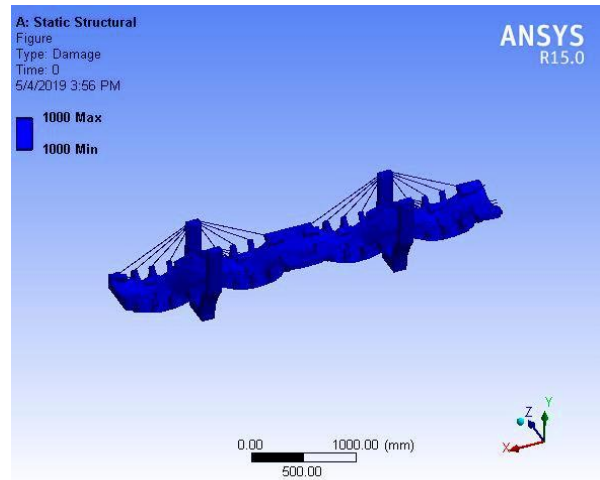 A: Static Structural
Figure
Type: Damage
Time: 0
5/4/2019 3:56 PM
1000 Max
1000 Min
ANSYS
R15.0
0.00
1000.00 (mm)
500.00
Y
Z
X